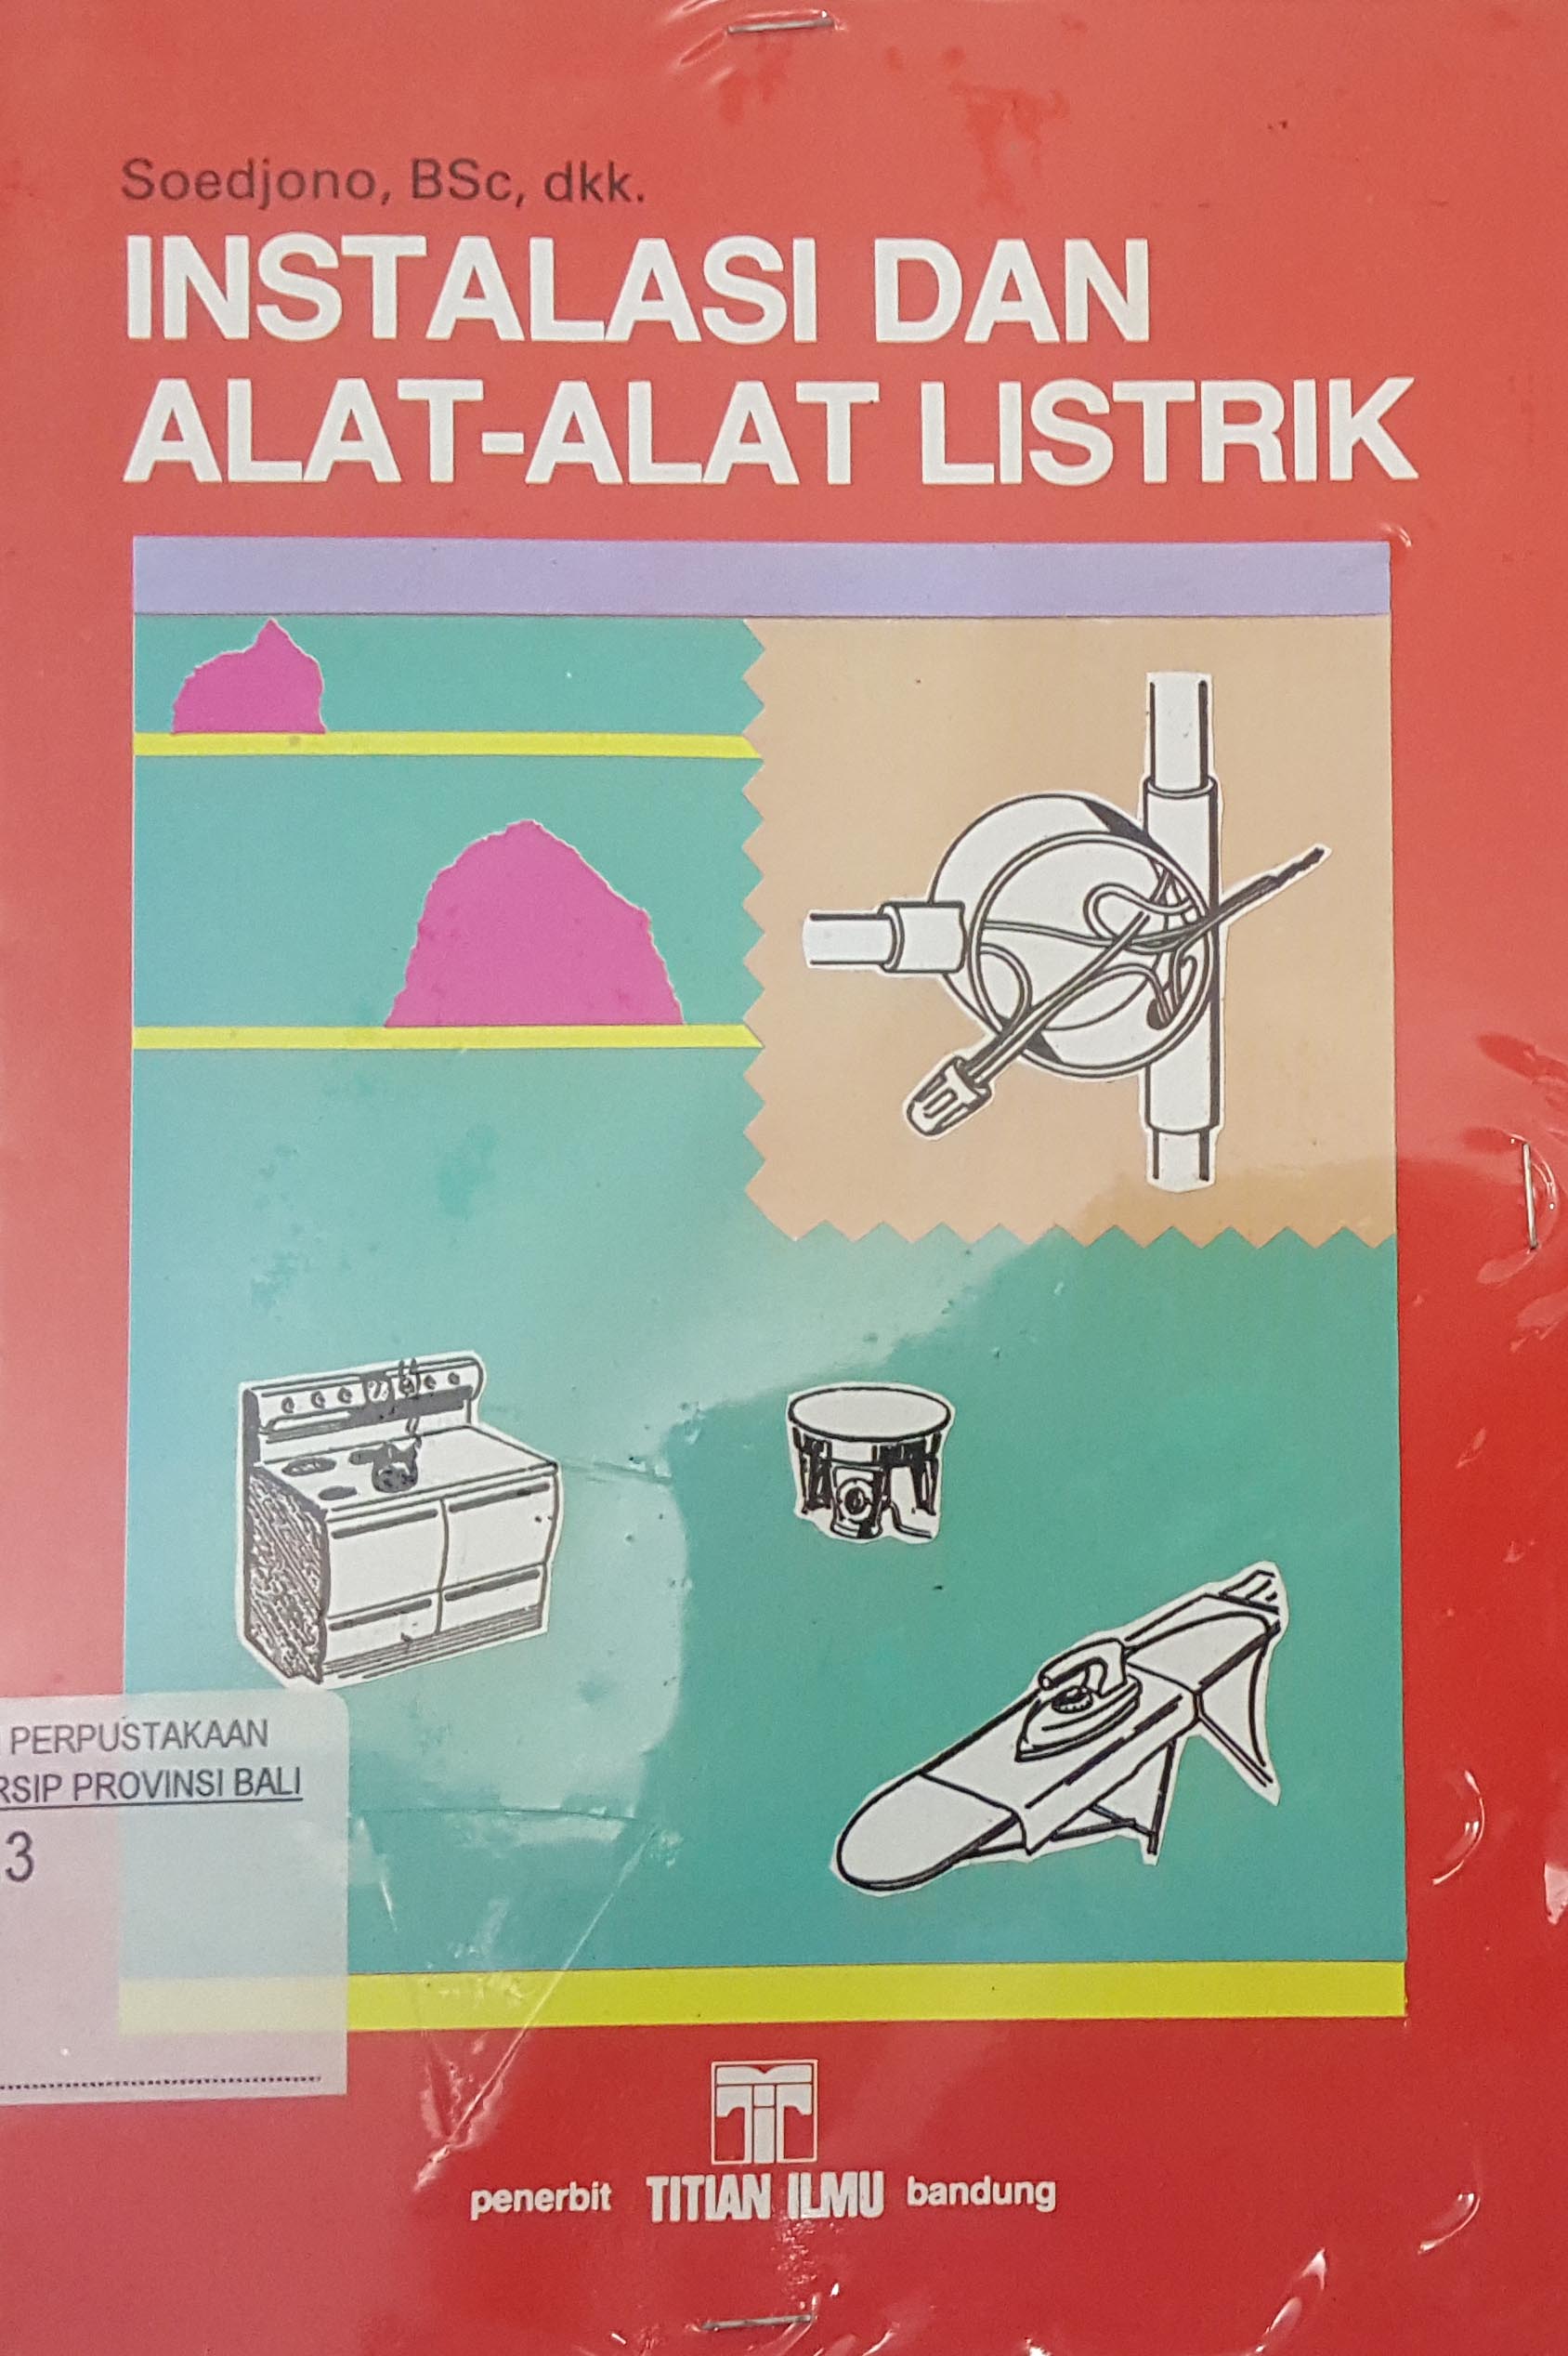 Soedjono, BSc, dkk.
INSTALASI DAN
ALAT-ALAT LISTRIK
PERPUSTAKAAN
RSIP PROVINSI BALI
3
penerbit TITIAN ILMU bandung